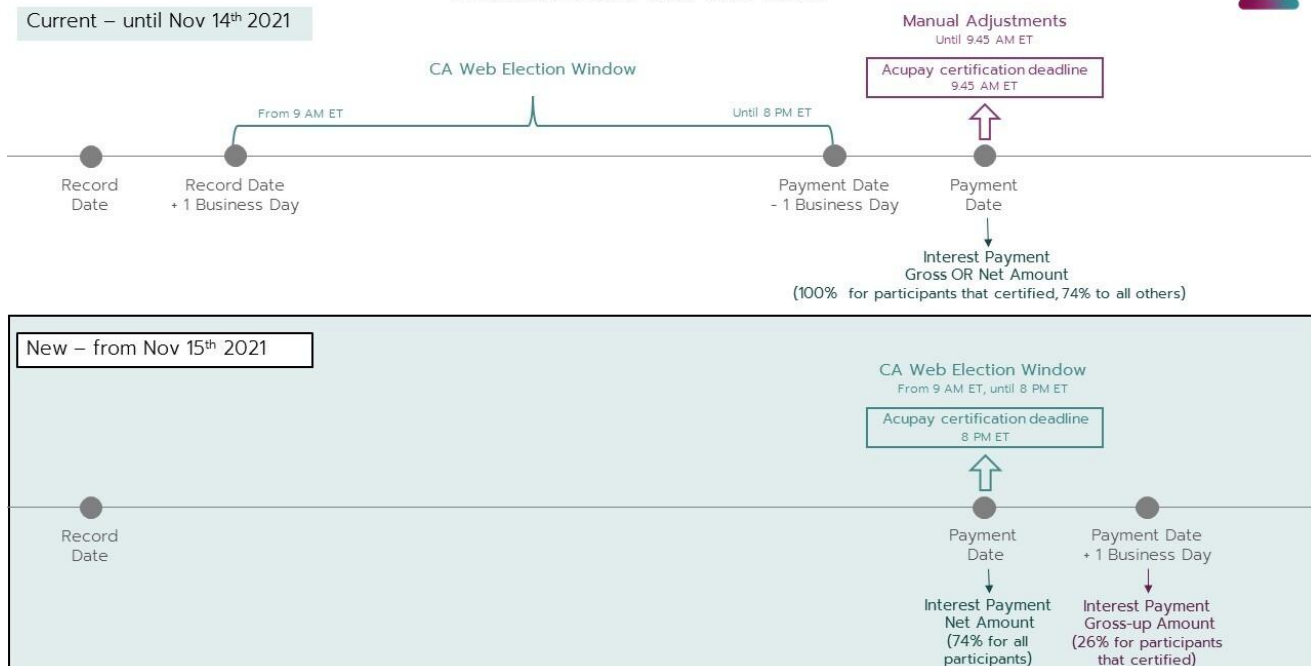 Current – until Nov 14th 2021
Manual Adjustments
Until 9.45 AM ET
Acupay certification deadline
9.45 AM ET
CA Web Election Window
From 9 AM ET
Until 8 PM ET
Record
Date
Record Date
+ 1 Business Day
Payment Date
- 1 Business Day
Payment
Date
Interest Payment
Gross OR Net Amount
(100% for participants that certified, 74% to all others)
New – from Nov 15th 2021
CA Web Election Window
From 9 AM ET, until 8 PM ET
Acupay certification deadline
8 PM ET
Record
Date
Payment
Date
Payment Date
+ 1 Business Day
Interest Payment
Net Amount
(74% for all
participants)
Interest Payment
Gross-up Amount
(26% for participants
that certified)